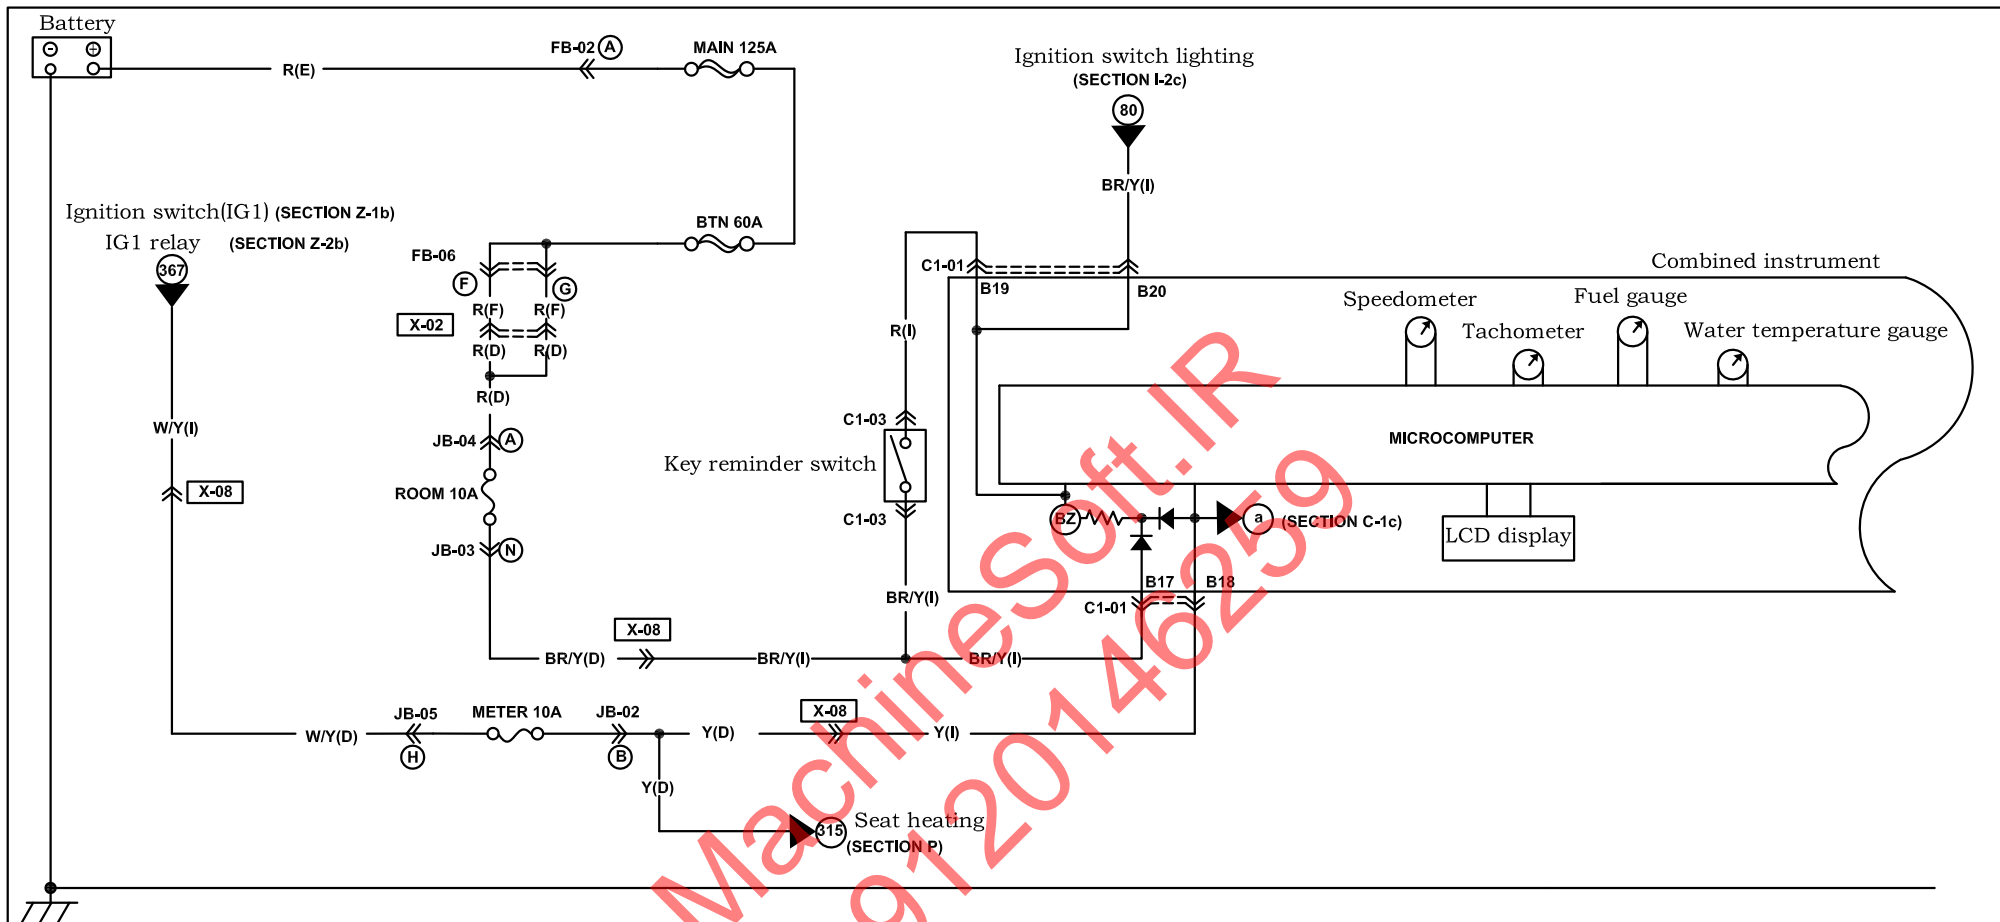 Battery
FB-02 A
MAIN 125A
R(E)
Ignition switch lighting
(SECTION I-2c)
80
BR/Y(I)
Ignition switch(IG1) (SECTION Z-1b)
IG1 relay (SECTION Z-2b)
367
BTN 60A
FB-06
F
G
R(F)
R(F)
X-02
R(D)
R(D)
R(D)
C1-01
B19
B20
Combined instrument
Speedometer
Fuel gauge
Tachometer
Water temperature gauge
R(I)
W/Y(I)
X-08
JB-04 A
ROOM 10A
JB-03 N
C1-03
Key reminder switch
C1-03
MICROCOMPUTER
BZ
a (SECTION C-1c)
LCD display
B17
B18
C1-01
BR/Y(I)
X-08
BR/Y(D)
BR/Y(I)
BR/Y(I)
JB-05
METER 10A
JB-02
X-08
W/Y(D)
H
B
Y(D)
Y(I)
Y(D)
315
Seat heating
(SECTION P)
MachineSoft.IR
9120146259